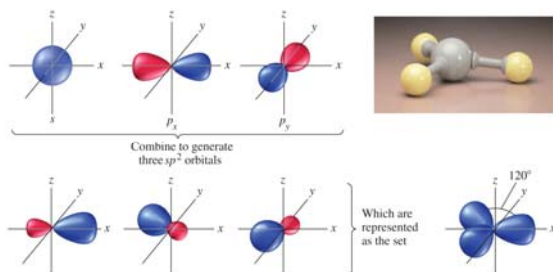 z
y
x
s
z
y
x
p_x
z
y
x
p_y
Combine to generate
three sp² orbitals
z
y
x
z
y
x
z
y
x
Which are
represented
as the set
z
y
120°
x